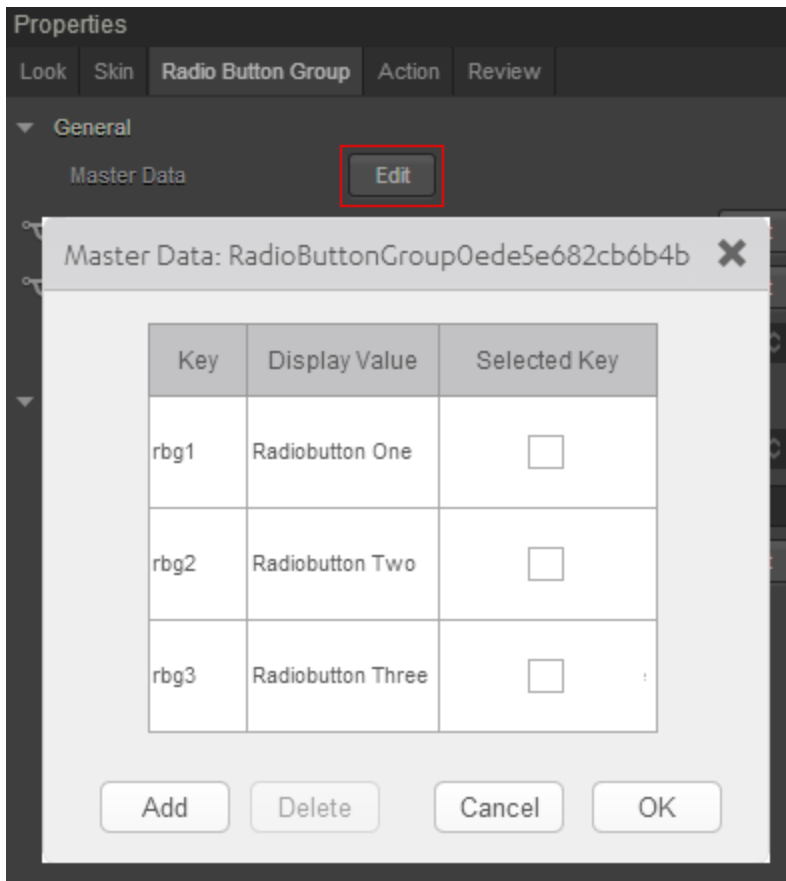 Properties
Look Skin Radio Button Group Action Review
General
Master Data Edit
Master Data: RadioButtonGroup0ede5e682cb6b4b
Key Display Value Selected Key
rbg1 Radiobutton One
rbg2 Radiobutton Two
rbg3 Radiobutton Three
Add Delete Cancel OK